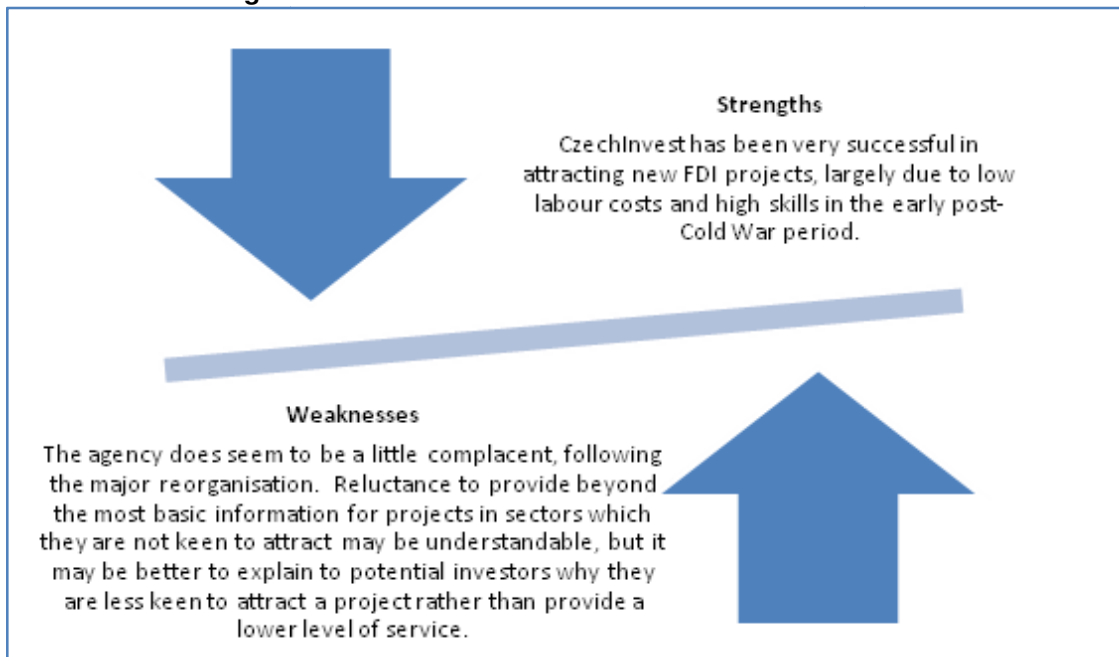 Strengths
CzechInvest has been very successful in
attracting new FDI projects, largely due to low
labour costs and high skills in the early post-
Cold War period.
Weaknesses
The agency does seem to be a little complacent, following
the major reorganisation. Reluctance to provide beyond
the most basic information for projects in sectors which
they are not keen to attract may be understandable, but it
may be better to explain to potential investors why they
are less keen to attract a project rather than provide a
lower level of service.